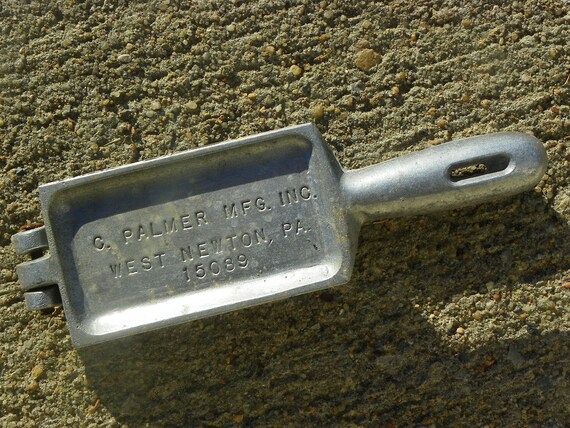 C. PALMER MFG. INC.
WEST NEWTON, PA.
15089